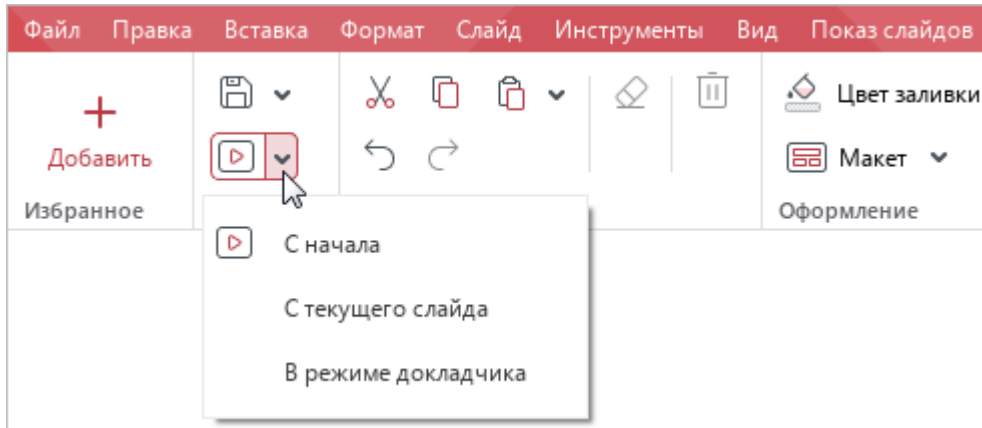 Файл Правка Вставка Формат Слайд Инструменты Вид Показ слайдов
Цвет заливки
Добавить
Макет
Избранное
Оформление
С начала
С текущего слайда
В режиме докладчика